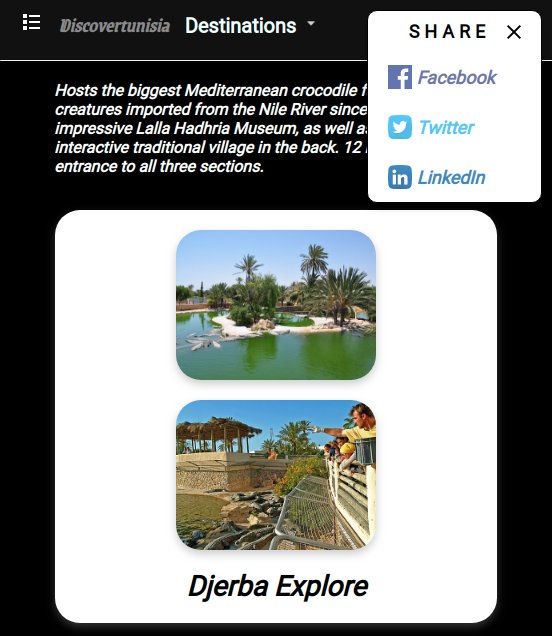 Discovertunisia Destinations
SHARE
Facebook
Twitter
LinkedIn
Hosts the biggest Mediterranean crocodile
creatures imported from the Nile River since
impressive Lalla Hadhria Museum, as well
interactive traditional village in the back. 12
entrance to all three sections.
Djerba Explore